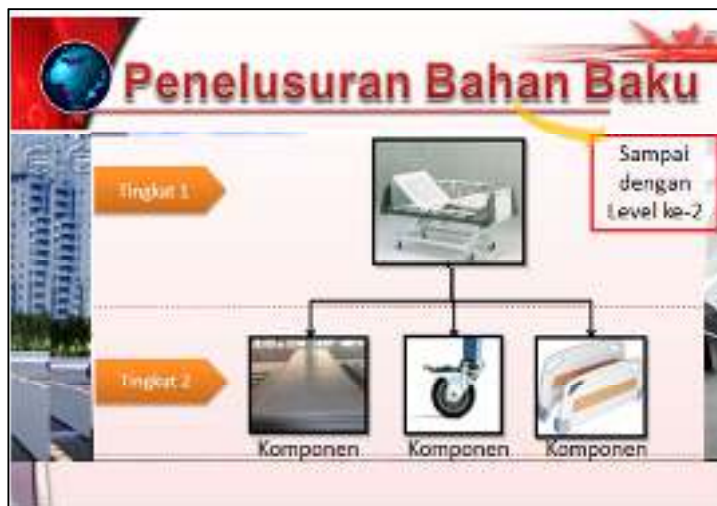 Penelusuran Bahan Baku
Tingkat 1
Sampai
dengan
Level ke-2
Tingkat 2
Komponen
Komponen
Komponen